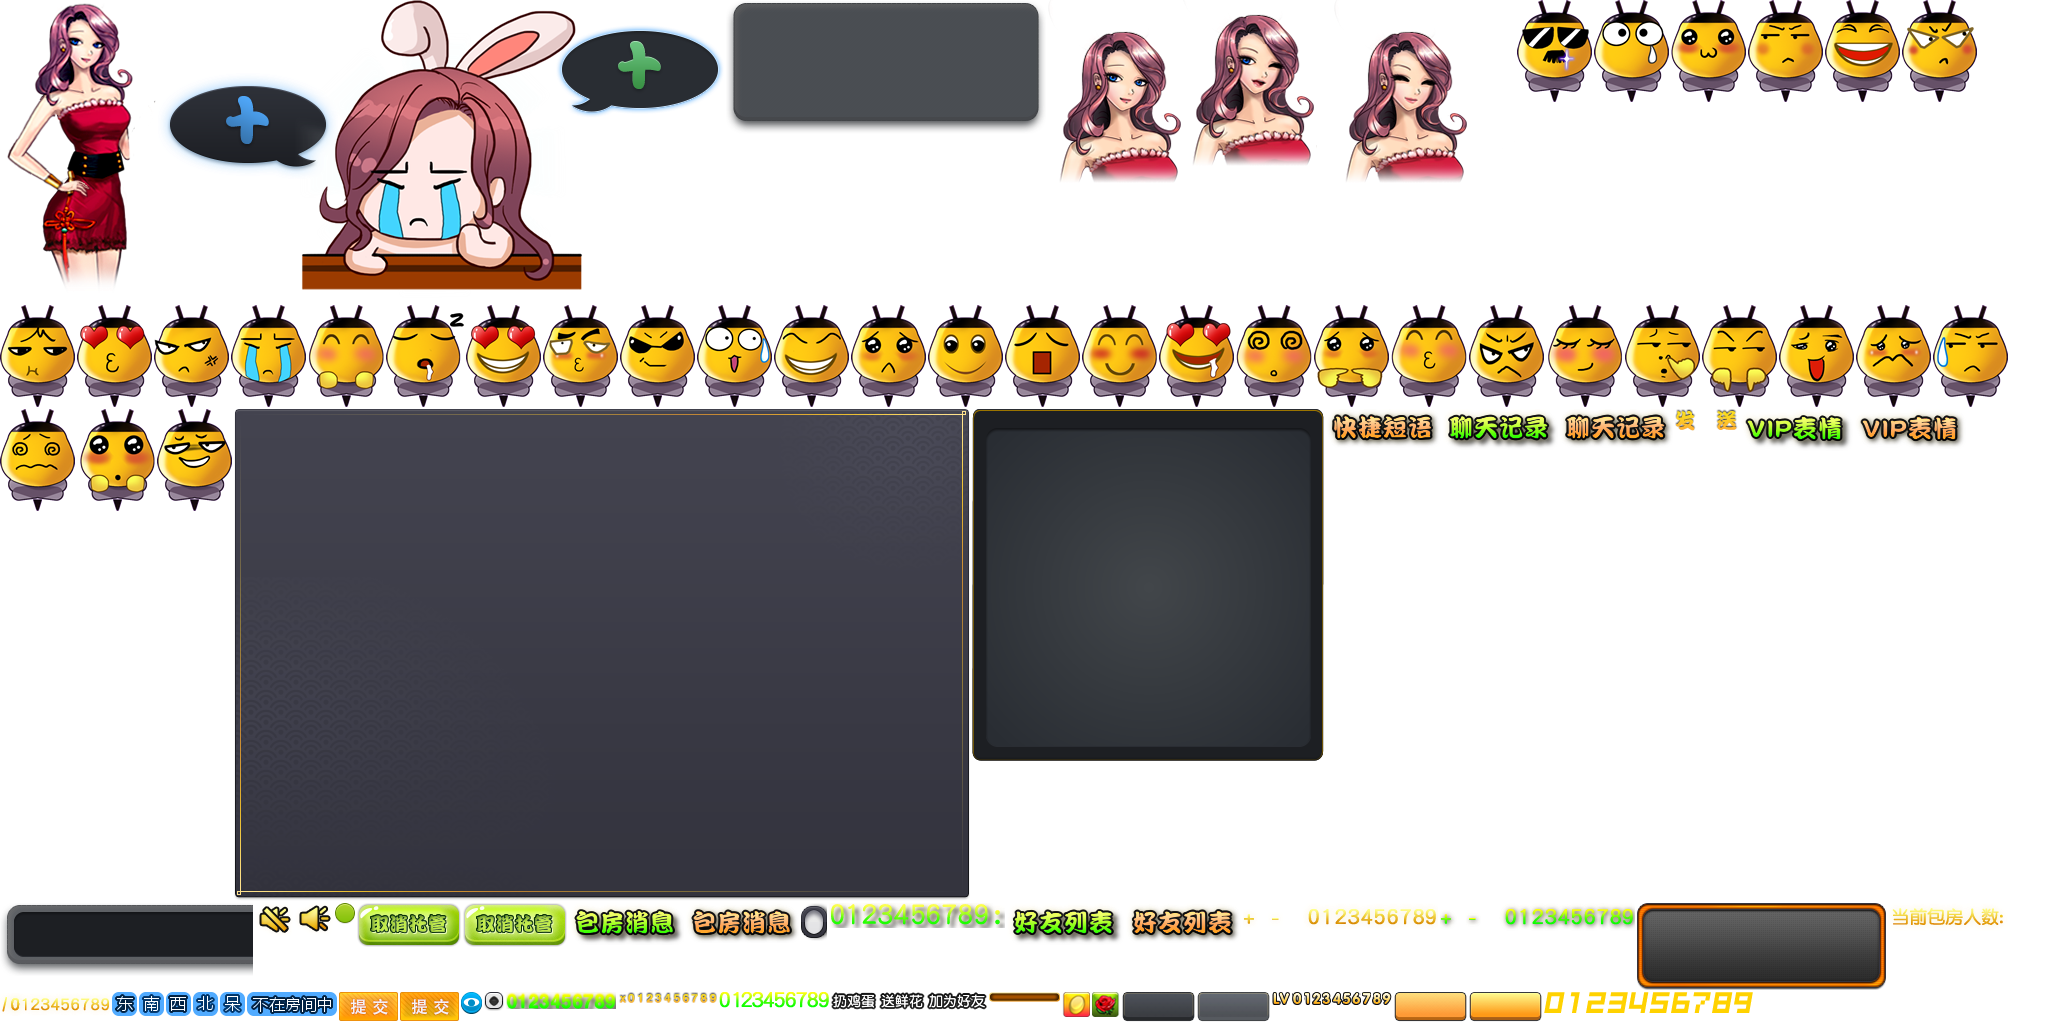 z
快捷短语 聊天记录 聊天记录 发 送 VIP表情 VIP表情
取消托管 取消托管 包房消息 包房消息 0 0123456789: 好友列表 好友列表 + - 0123456789 + - 0123456789 当前包房人数:
/0123456789 东 南 西 北 呆 不在房间中 提 交 提 交 0123456789 x0123456789 0123456789 扔鸡蛋 送鲜花 加为好友 LV0123456789 0123456789